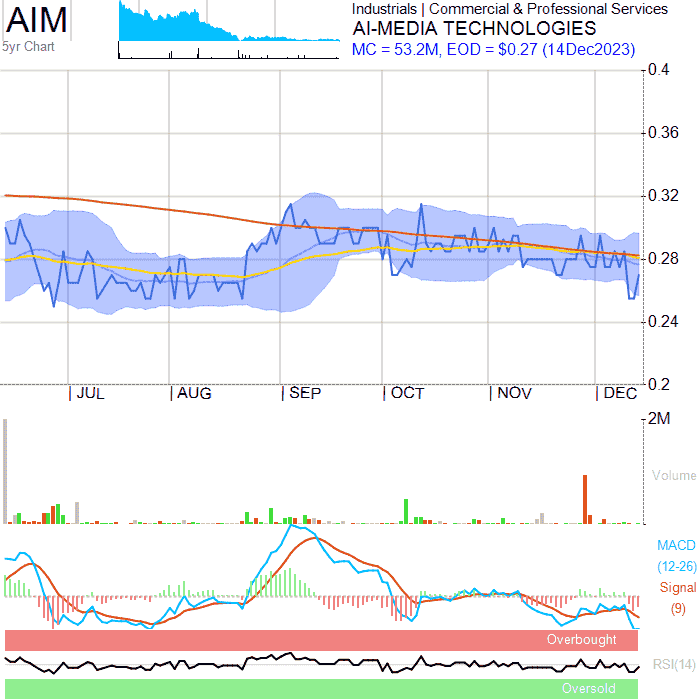 AIM
5yr Chart
Industrials | Commercial & Professional Services
AI-MEDIA TECHNOLOGIES
MC = 53.2M, EOD = $0.27 (14Dec2023)
0.4
0.36
0.32
0.28
0.24
0.2
JUL AUG SEP OCT NOV DEC
2M
Volume
MACD
(12-26)
Signal
(9)
Overbought
RSI(14)
Oversold